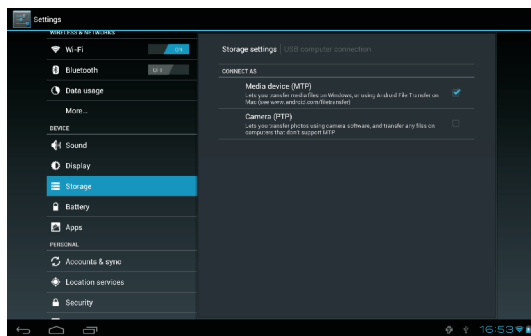 Settings
WIRELESS & NETWORKS
Wi-Fi
ON
Bluetooth
OFF
Data usage
More...
DEVICE
Sound
Display
Storage
Battery
Apps
PERSONAL
Accounts & sync
Location services
Security
Storage settings | USB computer connection
CONNECT AS
Media device (MTP)
Lets you transfer media files on Windows, or using Android File Transfer on
Mac (see www.android.com/filetransfer)
Camera (PTP)
Lets you transfer photos using camera software, and transfer any files on
computers that don't support MTP
16:53